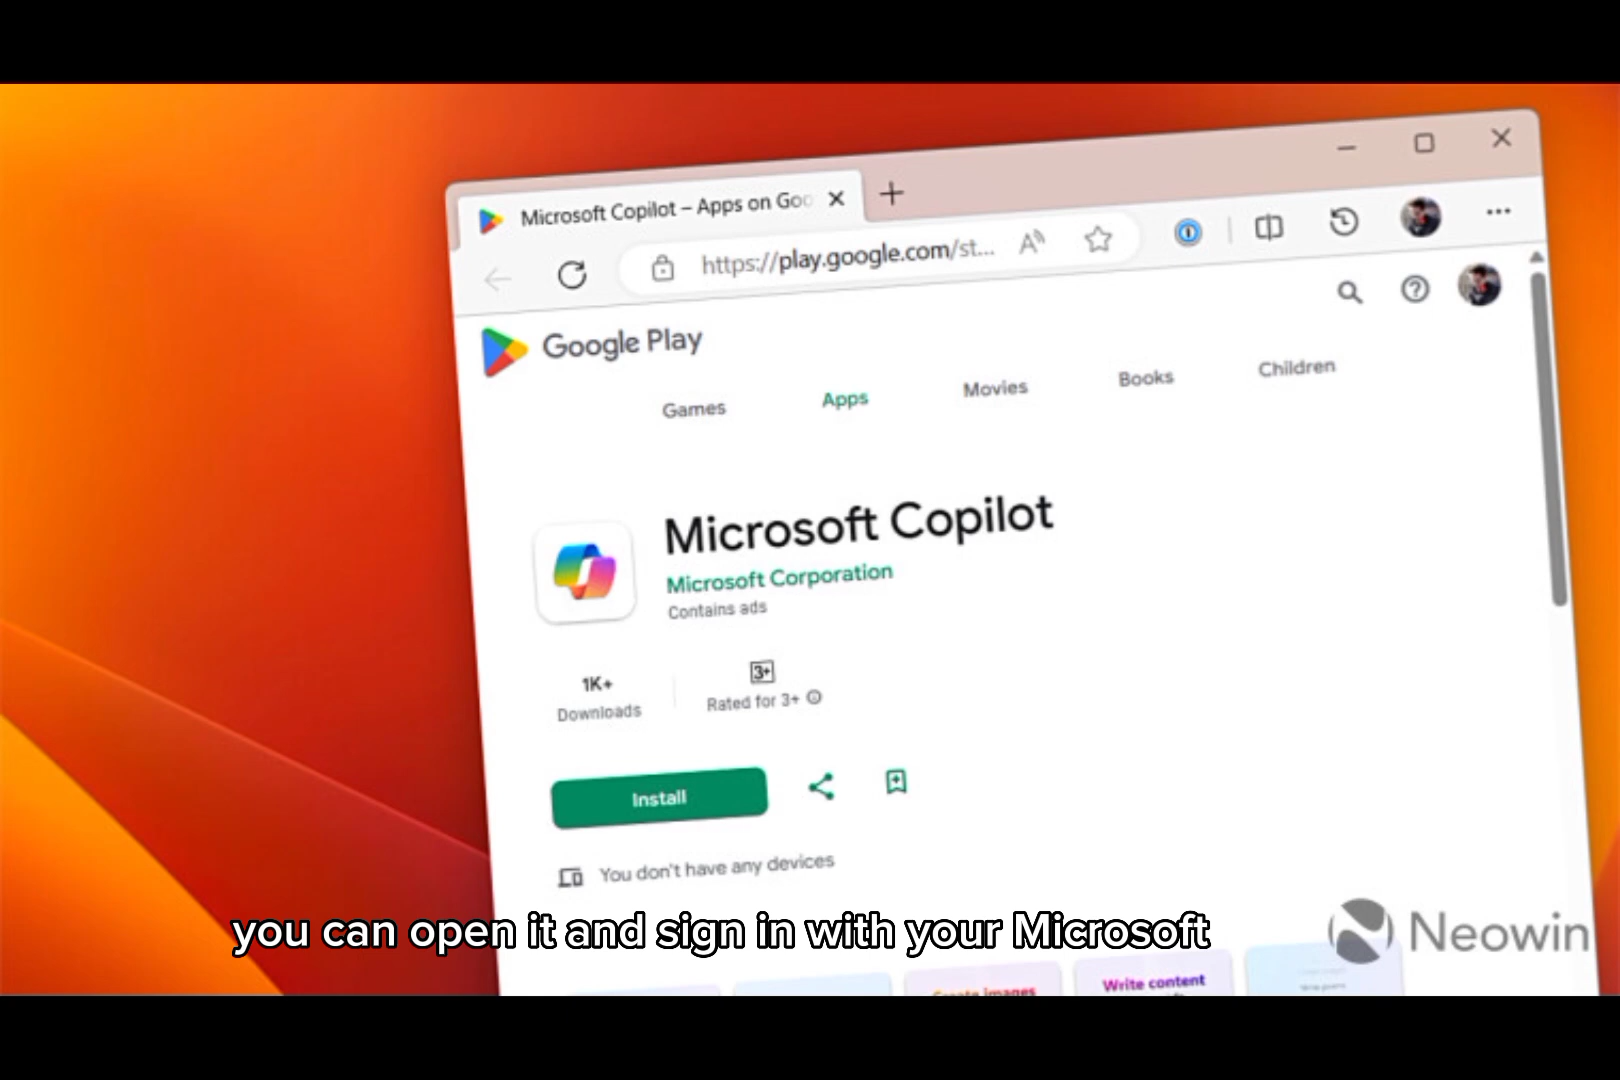 Microsoft Copilot – Apps on Goo
https://play.google.com/st...
Google Play
Games Apps Movies Books Children
Microsoft Copilot
Microsoft Corporation
Contains ads
1K+
Downloads
3+
Rated for 3+
Install
You don't have any devices
you can open it and sign in with your Microsoft
Neowin
Create images
Write content